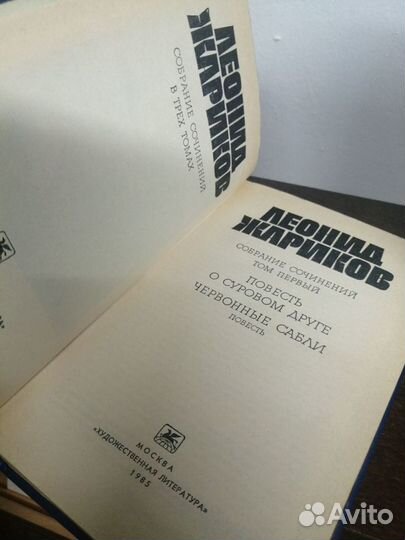 ЛЕОНИД
ЖАРИКОВ
СОБРАНИЕ СОЧИНЕНИЙ
В ТРЕХ ТОМАХ
ЛЕОНИД
ЖАРИКОВ
СОБРАНИЕ СОЧИНЕНИЙ
ТОМ ПЕРВЫЙ
ПОВЕСТЬ
О СУРОВОМ ДРУГЕ
ЧЕРВОННЫЕ САБЛИ
ПОВЕСТЬ
МОСКВА
«ХУДОЖЕСТВЕННАЯ ЛИТЕРАТУРА»
1985
Avito